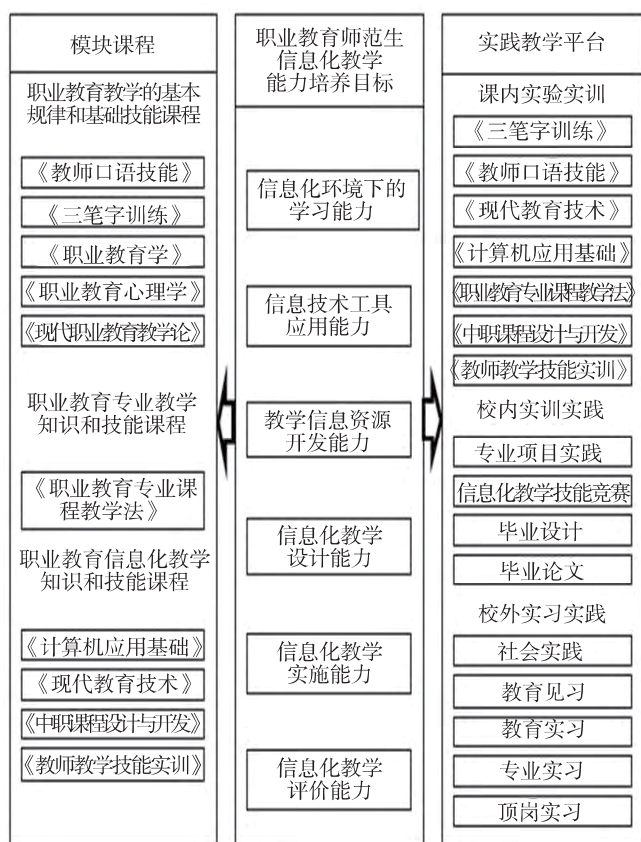 模块课程
职业教育教学的基本
规律和基础技能课程
《教师口语技能》
《三笔字训练》
《职业教育学》
《职业教育心理学》
《现代职业教育教学论》
职业教育专业教学
知识和技能课程
《职业教育专业课
程教学法》
职业教育信息化教学
知识和技能课程
《计算机应用基础》
《现代教育技术》
《中职课程设计与开发》
《教师教学技能实训》
职业教育师范生
信息化教学
能力培养目标
信息化环境下的
学习能力
信息技术工具
应用能力
教学信息资源
开发能力
信息化教学
设计能力
信息化教学
实施能力
信息化教学
评价能力
实践教学平台
课内实验实训
《三笔字训练》
《教师口语技能》
《现代教育技术》
《计算机应用基础》
《职业教育专业课程教学法》
《中职课程设计与开发》
《教师教学技能实训》
校内实训实践
专业项目实践
信息化教学技能竞赛
毕业设计
毕业论文
校外实习实践
社会实践
教育见习
教育实习
专业实习
顶岗实习